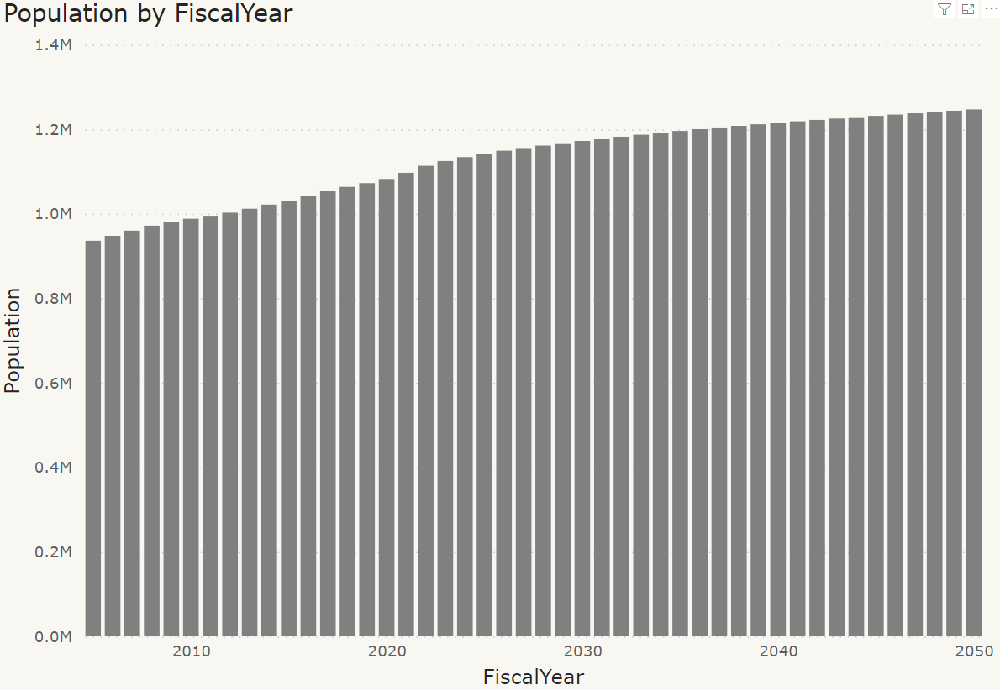 Population by FiscalYear
1.4M
1.2M
1.0M
0.8M
0.6M
0.4M
0.2M
0.0M
Population
2010 2020 2030 2040 2050
FiscalYear